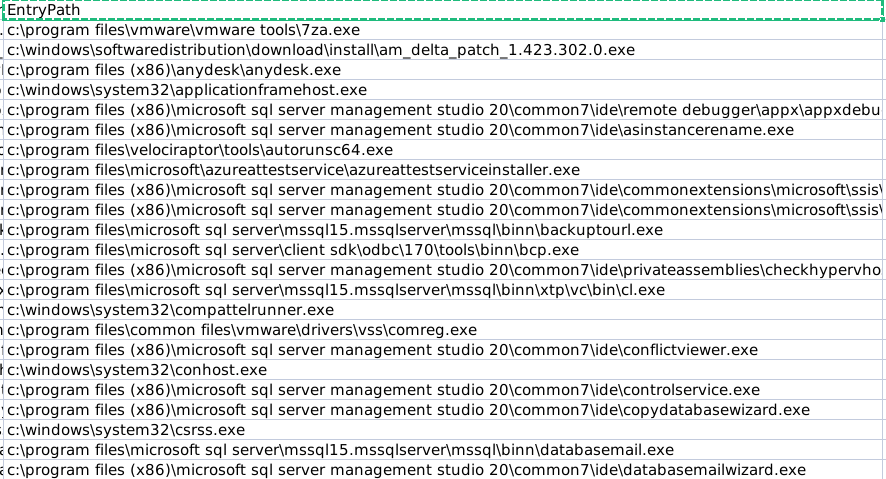 EntryPath
c:\program files\vmware\vmware tools\7za.exe
c:\windows\softwaredistribution\download\install\am_delta_patch_1.423.302.0.exe
c:\program files (x86)\anydesk\anydesk.exe
c:\windows\system32\applicationframehost.exe
c:\program files (x86)\microsoft sql server management studio 20\common7\ide\remote debugger\appx\appxdebu
c:\program files (x86)\microsoft sql server management studio 20\common7\ide\asinstancerename.exe
c:\program files\velociraptor\tools\autorunsc64.exe
c:\program files\microsoft\azureattestservice\azureattestserviceinstaller.exe
c:\program files (x86)\microsoft sql server management studio 20\common7\ide\commonextensions\microsoft\ssis\
c:\program files (x86)\microsoft sql server management studio 20\common7\ide\commonextensions\microsoft\ssis\
c:\program files\microsoft sql server\mssql15.mssqlserver\mssql\binn\backuptourl.exe
c:\program files\microsoft sql server\client sdk\odbc\170\tools\binn\bcp.exe
c:\program files (x86)\microsoft sql server management studio 20\common7\ide\privateassemblies\checkhypervho
c:\program files\microsoft sql server\mssql15.mssqlserver\mssql\binn\xtp\vc\bin\cl.exe
c:\windows\system32\compattelrunner.exe
c:\program files\common files\vmware\drivers\vss\comreg.exe
c:\program files (x86)\microsoft sql server management studio 20\common7\ide\conflictviewer.exe
c:\windows\system32\conhost.exe
c:\program files (x86)\microsoft sql server management studio 20\common7\ide\controlservice.exe
c:\program files (x86)\microsoft sql server management studio 20\common7\ide\copydatabasewizard.exe
c:\windows\system32\csrss.exe
c:\program files\microsoft sql server\mssql15.mssqlserver\mssql\binn\databasemail.exe
c:\program files (x86)\microsoft sql server management studio 20\common7\ide\databasemailwizard.exe